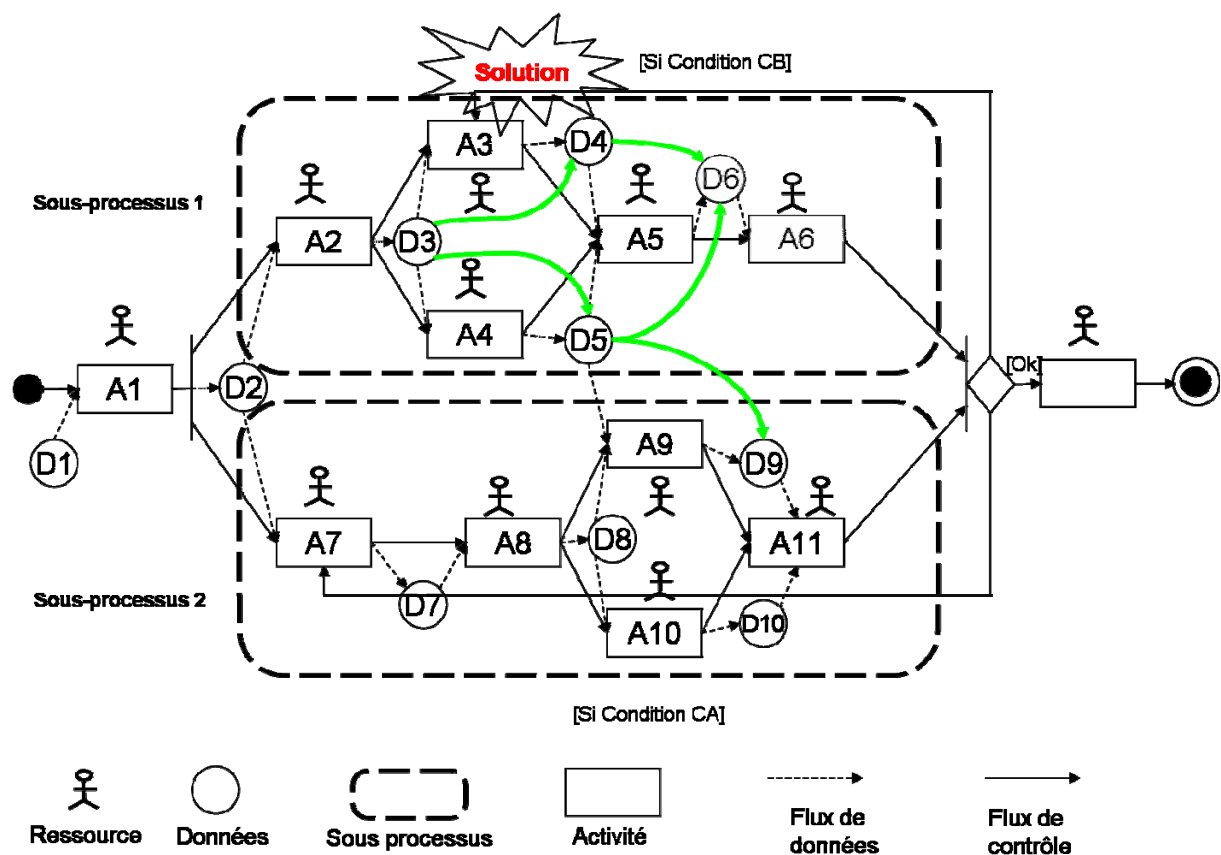 Solution
[Si Condition CB]
A3
D4
D6
Sous-processus 1
A2
D3
A5
A6
A4
D5
[Ok]
A1
D2
D1
A9
D9
A7
A8
D8
A11
Sous-processus 2
D7
A10
D10
[Si Condition CA]
Ressource
Données
Sous processus
Activité
Flux de
données
Flux de
contrôle